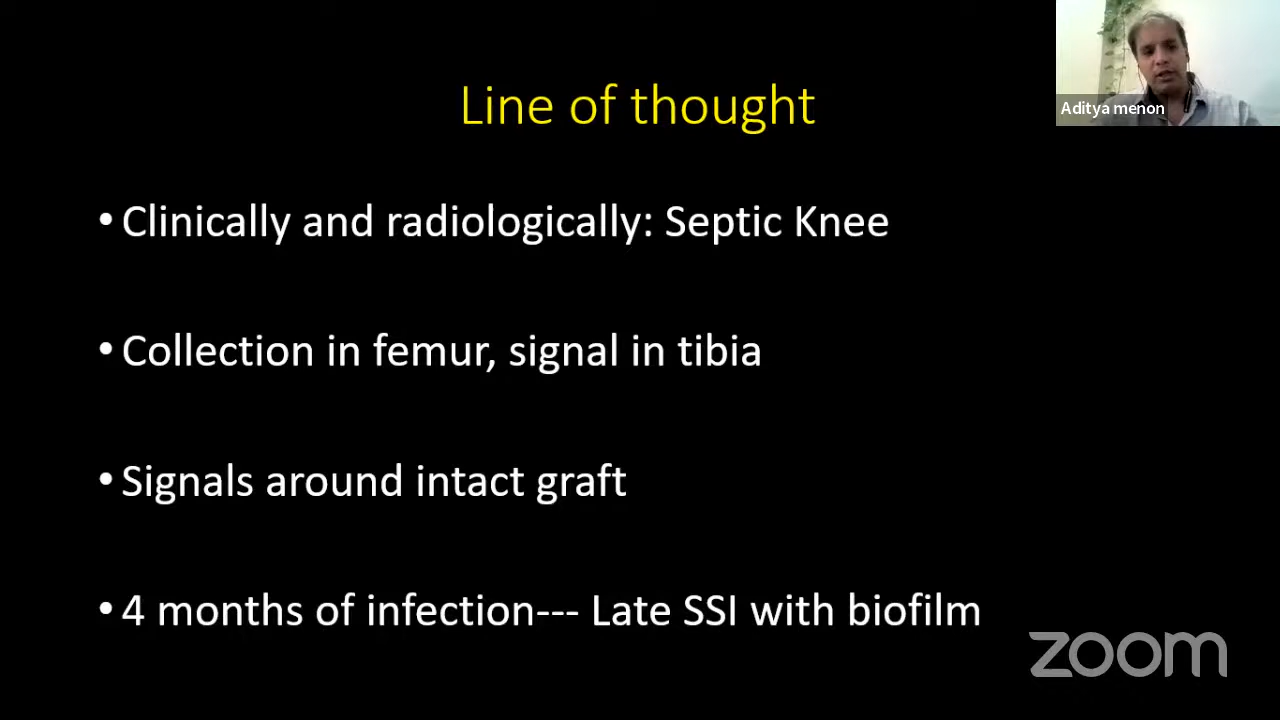 Line of thought
Aditya menon
• Clinically and radiologically: Septic Knee
• Collection in femur, signal in tibia
• Signals around intact graft
• 4 months of infection--- Late SSI with biofilm
zoom